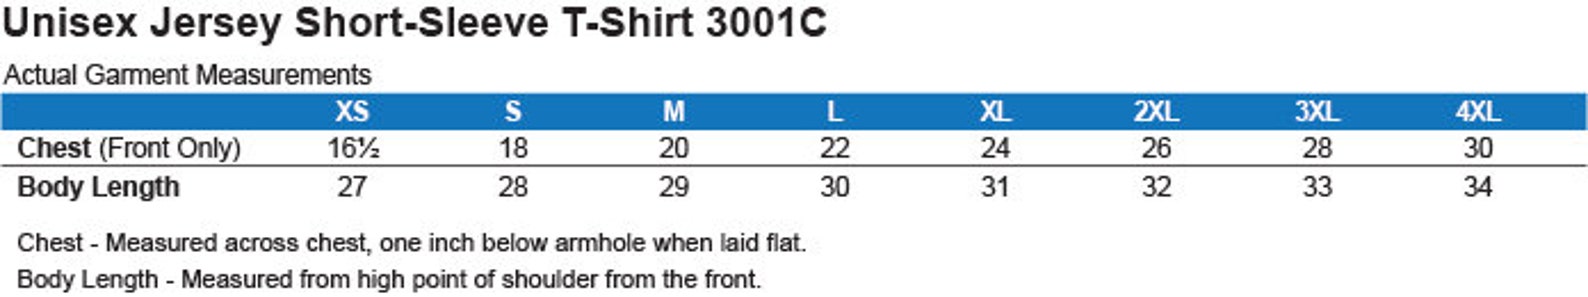 Unisex Jersey Short-Sleeve T-Shirt 3001C
Actual Garment Measurements
XS S M L XL 2XL 3XL 4XL
Chest (Front Only) 16½ 18 20 22 24 26 28 30
Body Length 27 28 29 30 31 32 33 34
Chest - Measured across chest, one inch below armhole when laid flat.
Body Length - Measured from high point of shoulder from the front.